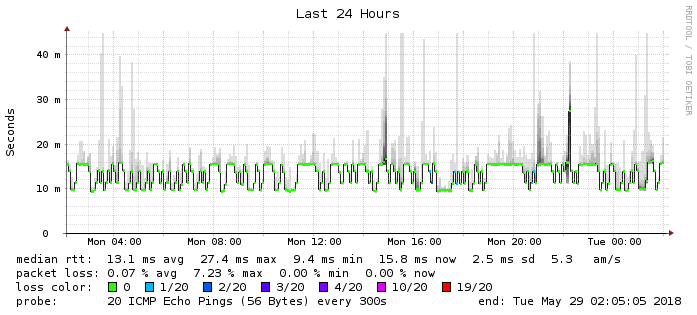 Last 24 Hours
RRDTOOL / TOBI OETIKER
Seconds
40 m
30 m
20 m
10 m
0
Mon 04:00 Mon 08:00 Mon 12:00 Mon 16:00 Mon 20:00 Tue 00:00
median rtt: 13.1 ms avg 27.4 ms max 9.4 ms min 15.8 ms now 2.5 ms sd 5.3 am/s
packet loss: 0.07 % avg 7.23 % max 0.00 % min 0.00 % now
loss color: 0 1/20 2/20 3/20 4/20 10/20 19/20
probe: 20 ICMP Echo Pings (56 Bytes) every 300s end: Tue May 29 02:05:05 2018